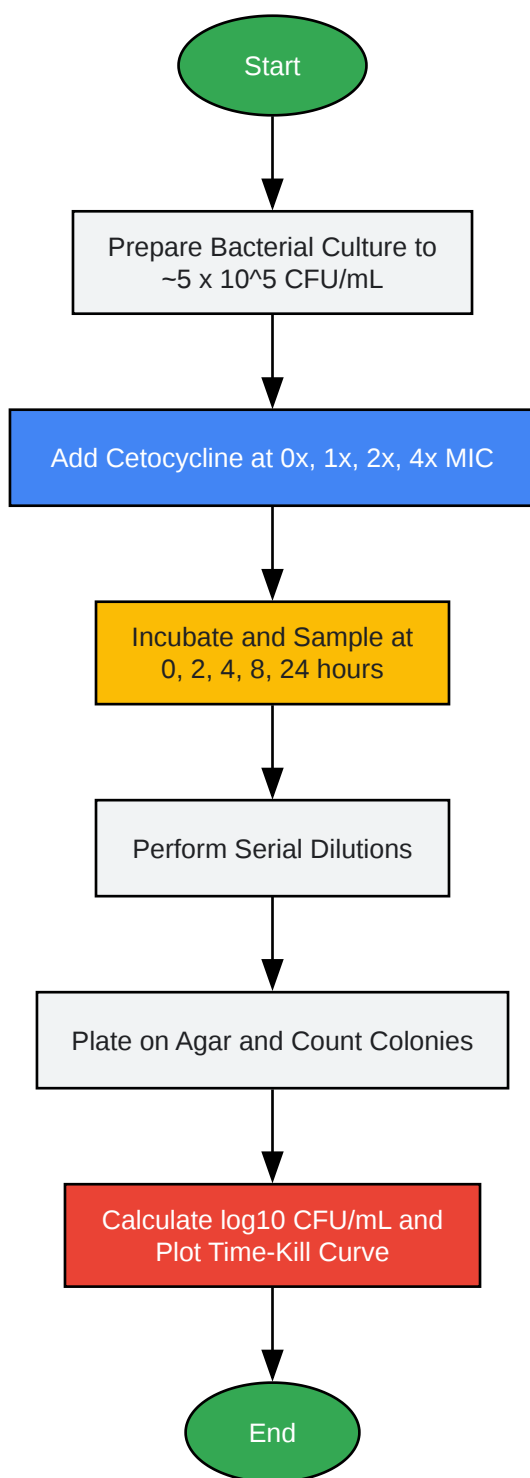 Start
Prepare Bacterial Culture to
~5 x 10^5 CFU/mL
Add Cetocycline at 0x, 1x, 2x, 4x MIC
Incubate and Sample at
0, 2, 4, 8, 24 hours
Perform Serial Dilutions
Plate on Agar and Count Colonies
Calculate log10 CFU/mL and
Plot Time-Kill Curve
End